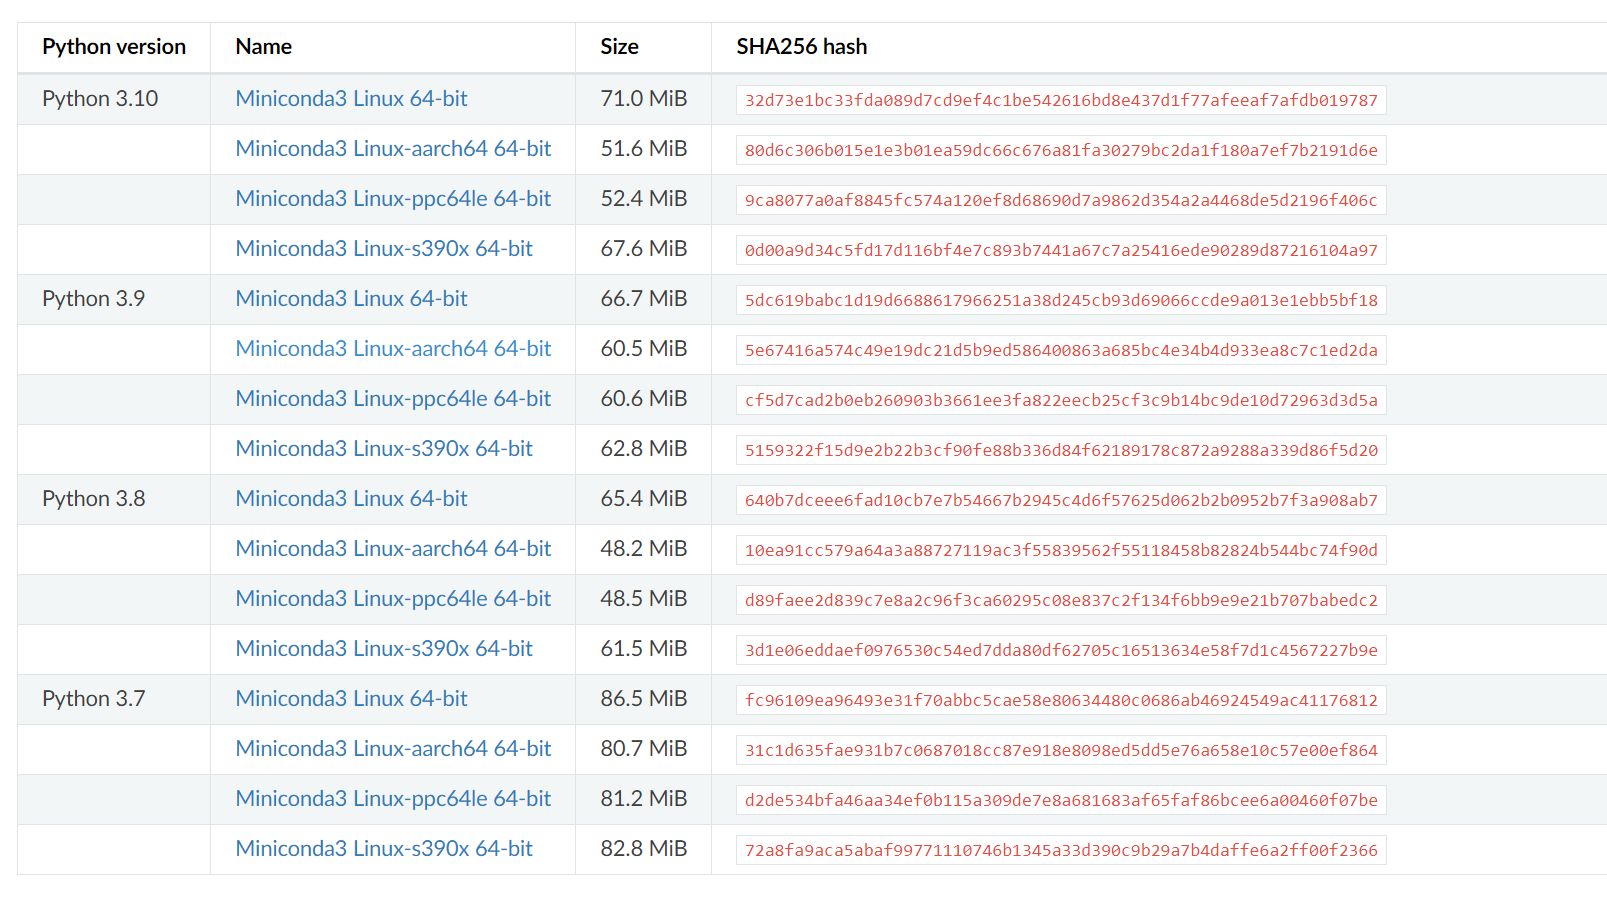 Python version Name Size SHA256 hash
Python 3.10 Miniconda3 Linux 64-bit 71.0 MiB 32d73e1bc33fda089d7cd9ef4c1be542616bd8e437d1f77afeeaf7afdb019787
Miniconda3 Linux-aarch64 64-bit 51.6 MiB 80d6c306b015e1e3b01ea59dc66c676a81fa30279bc2da1f180a7ef7b2191d6e
Miniconda3 Linux-ppc64le 64-bit 52.4 MiB 9ca8077a0af8845fc574a120ef8d68690d7a9862d354a2a4468de5d2196f406c
Miniconda3 Linux-s390x 64-bit 67.6 MiB 0d00a9d34c5fd17d116bf4e7c893b7441a67c7a25416ede90289d87216104a97
Python 3.9 Miniconda3 Linux 64-bit 66.7 MiB 5dc619babc1d19d6688617966251a38d245cb93d69066ccde9a013e1ebb5bf18
Miniconda3 Linux-aarch64 64-bit 60.5 MiB 5e67416a574c49e19dc21d5b9ed586400863a685bc4e34b4d933ea8c7c1ed2da
Miniconda3 Linux-ppc64le 64-bit 60.6 MiB cf5d7cad2b0eb260903b3661ee3fa822eecb25cf3c9b14bc9de10d72963d3d5a
Miniconda3 Linux-s390x 64-bit 62.8 MiB 5159322f15d9e2b22b3cf90fe88b336d84f62189178c872a9288a339d86f5d20
Python 3.8 Miniconda3 Linux 64-bit 65.4 MiB 640b7dceee6fad10cb7e7b54667b2945c4d6f57625d062b2b0952b7f3a908ab7
Miniconda3 Linux-aarch64 64-bit 48.2 MiB 10ea91cc579a64a3a88727119ac3f55839562f55118458b82824b544bc74f90d
Miniconda3 Linux-ppc64le 64-bit 48.5 MiB d89faee2d839c7e8a2c96f3ca60295c08e837c2f134f6bb9e9e21b707babedc2
Miniconda3 Linux-s390x 64-bit 61.5 MiB 3d1e06eddaef0976530c54ed7dda80df62705c16513634e58f7d1c4567227b9e
Python 3.7 Miniconda3 Linux 64-bit 86.5 MiB fc96109ea96493e31f70abbc5cae58e80634480c0686ab46924549ac41176812
Miniconda3 Linux-aarch64 64-bit 80.7 MiB 31c1d635fae931b7c0687018cc87e918e8098ed5dd5e76a658e10c57e00ef864
Miniconda3 Linux-ppc64le 64-bit 81.2 MiB d2de534bfa46aa34ef0b115a309de7e8a681683af65faf86bcee6a00460f07be
Miniconda3 Linux-s390x 64-bit 82.8 MiB 72a8fa9aca5abaf99771110746b1345a33d390c9b29a7b4daffe6a2ff00f2366